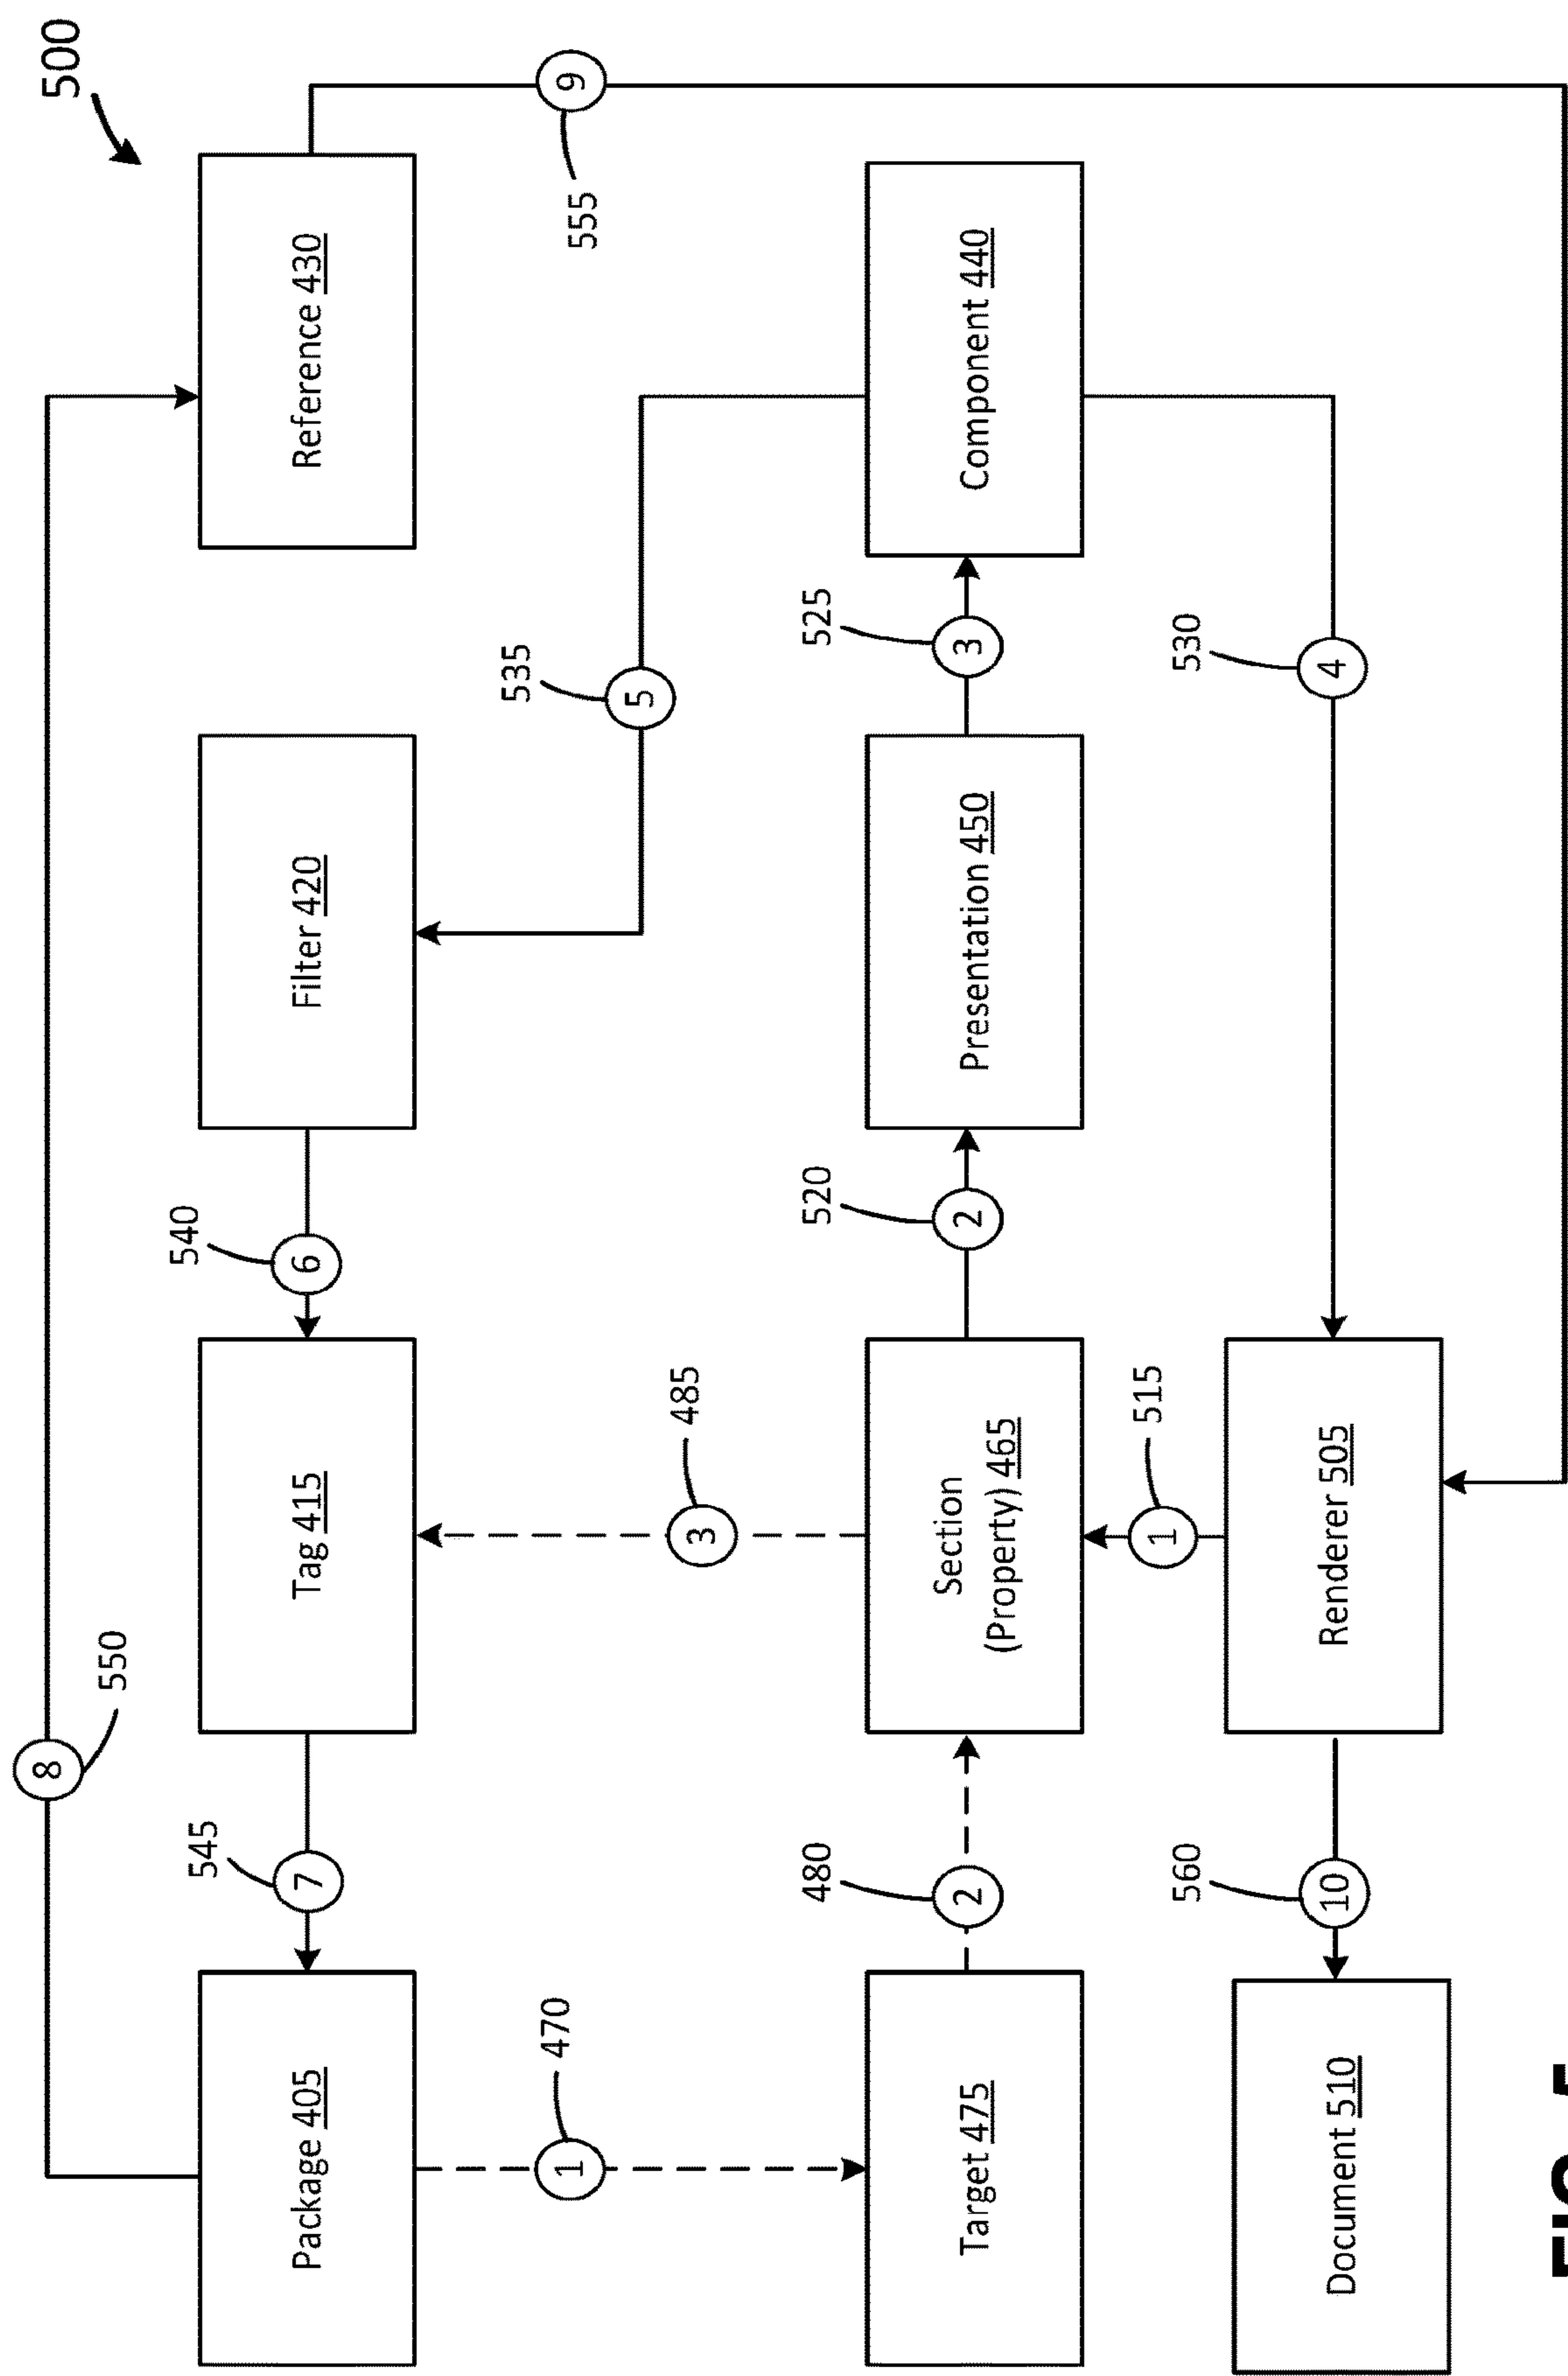 500
8
550
545
540
Package 405
7
Tag 415
6
Filter 420
Reference 430
470
1
485
3
535
5
9
555
480
520
525
Target 475
2
Section
(Property) 465
2
Presentation 450
3
Component 440
515
1
560
530
Document 510
10
Renderer 505
4